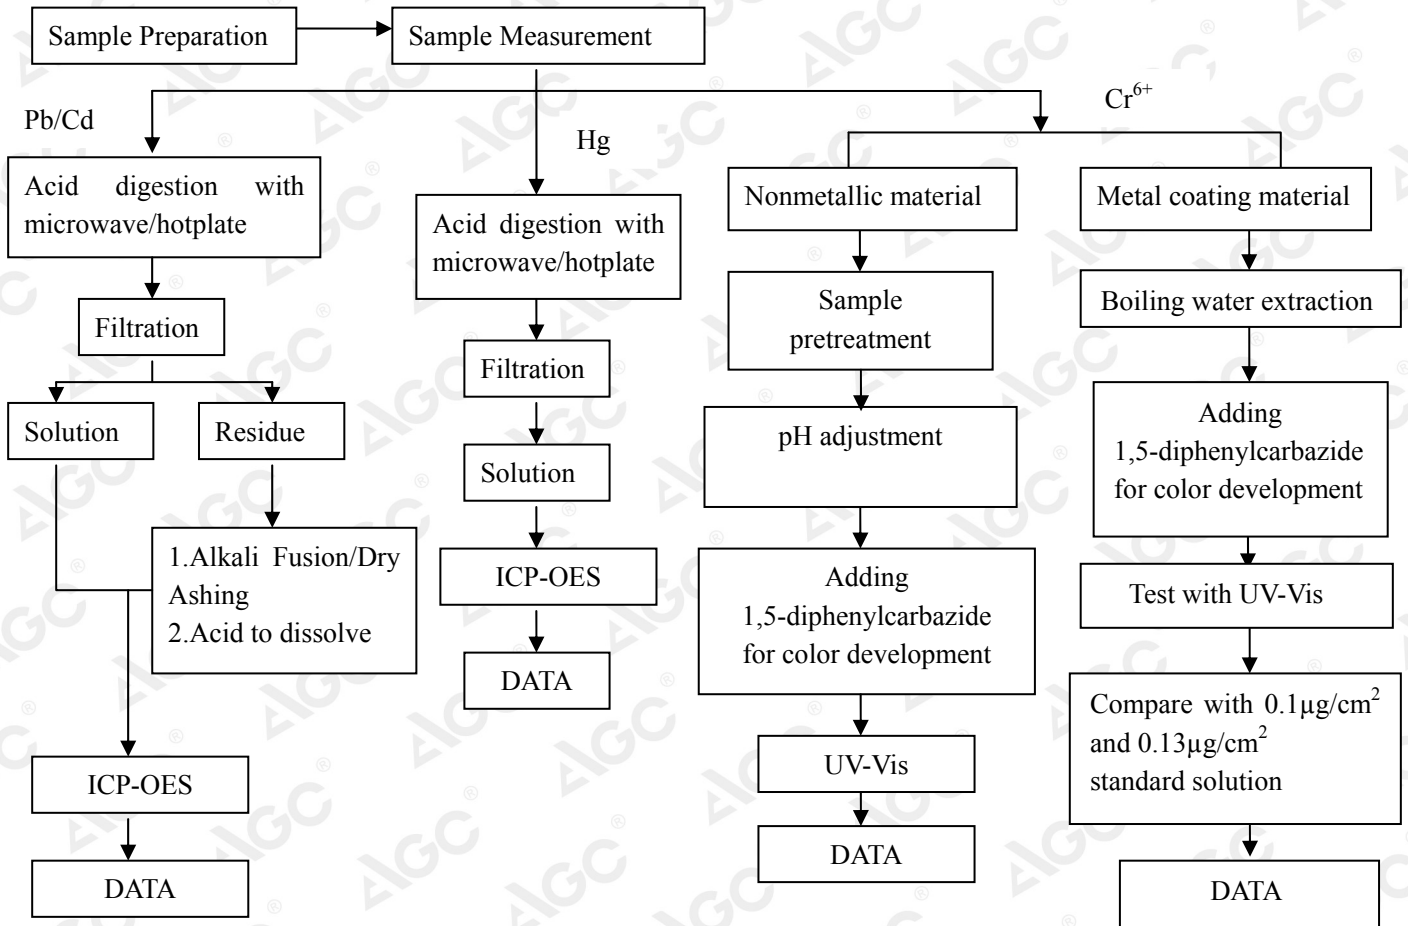 Sample Preparation
Sample Measurement
Pb/Cd
Hg
Cr⁶⁺
Acid digestion with
microwave/hotplate
Filtration
Solution
Residue
1.Alkali Fusion/Dry
Ashing
2.Acid to dissolve
ICP-OES
DATA
Acid digestion with
microwave/hotplate
Filtration
Solution
ICP-OES
DATA
Nonmetallic material
Sample
pretreatment
pH adjustment
Adding
1,5-diphenylcarbazide
for color development
UV-Vis
DATA
Metal coating material
Boiling water extraction
Adding
1,5-diphenylcarbazide
for color development
Test with UV-Vis
Compare with 0.1μg/cm²
and 0.13μg/cm²
standard solution
DATA
AGC®